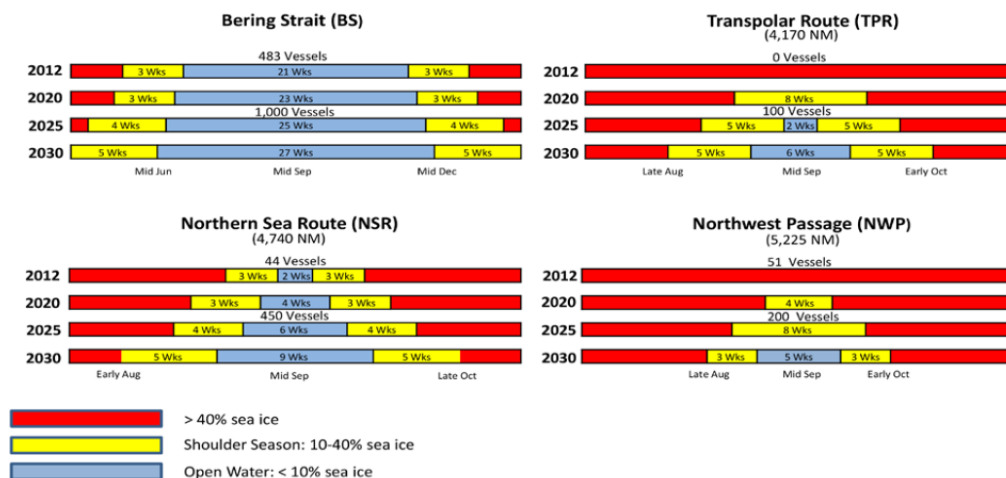 Bering Strait (BS)
483 Vessels
2012 3 Wks 21 Wks 3 Wks
2020 3 Wks 23 Wks 3 Wks
1,000 Vessels
2025 4 Wks 25 Wks 4 Wks
2030 5 Wks 27 Wks 5 Wks
Mid Jun Mid Sep Mid Dec
Transpolar Route (TPR)
(4,170 NM)
0 Vessels
2012
2020 8 Wks
100 Vessels
2025 5 Wks 2 Wks 5 Wks
2030 5 Wks 6 Wks 5 Wks
Late Aug Mid Sep Early Oct
Northern Sea Route (NSR)
(4,740 NM)
44 Vessels
2012 3 Wks 2 Wks 3 Wks
2020 3 Wks 4 Wks 3 Wks
450 Vessels
2025 4 Wks 6 Wks 4 Wks
2030 5 Wks 9 Wks 5 Wks
Early Aug Mid Sep Late Oct
Northwest Passage (NWP)
(5,225 NM)
51 Vessels
2012
2020 4 Wks
200 Vessels
2025 8 Wks
2030 3 Wks 5 Wks 3 Wks
Late Aug Mid Sep Early Oct
> 40% sea ice
Shoulder Season: 10-40% sea ice
Open Water: < 10% sea ice